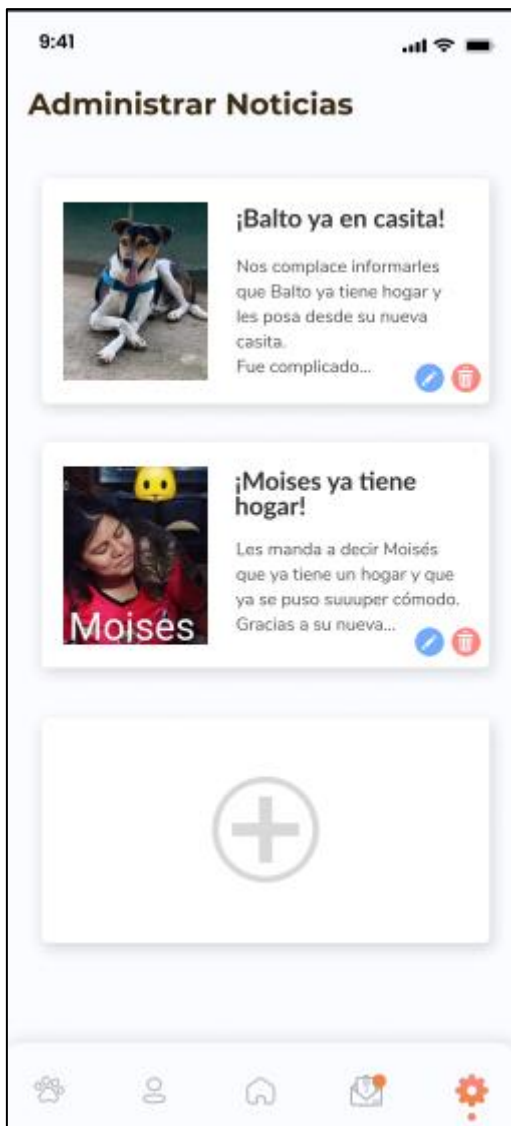 9:41
Administrar Noticias
¡Balto ya en casita!
Nos complace informarles
que Balto ya tiene hogar y
les posa desde su nueva
casita.
Fue complicado...
¡Moises ya tiene
hogar!
Les manda a decir Moisés
que ya tiene un hogar y que
ya se puso suuuper cómodo.
Gracias a su nueva...
Moises